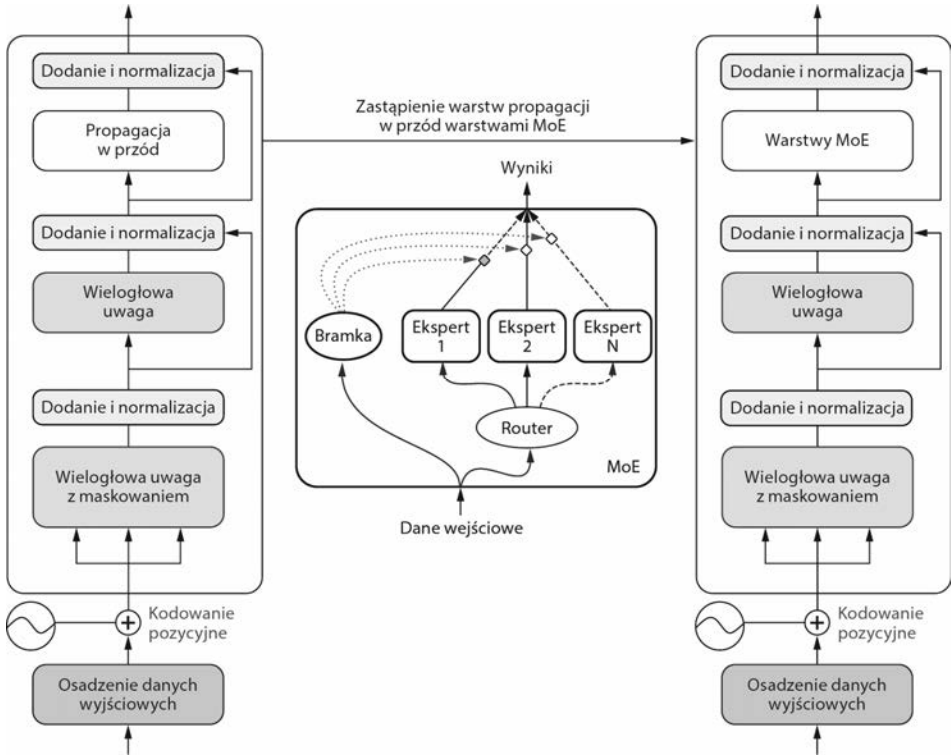 Dodanie i normalizacja
Propagacja
w przód
Dodanie i normalizacja
Wielogłowa
uwaga
Dodanie i normalizacja
Wielogłowa uwaga
z maskowaniem
Kodowanie
pozycyjne
Osadzenie danych
wyjściowych
Zastąpienie warstw propagacji
w przód warstwami MoE
Wyniki
Bramka
Ekspert
1
Ekspert
2
Ekspert
N
Router
MoE
Dane wejściowe
Dodanie i normalizacja
Warstwy MoE
Dodanie i normalizacja
Wielogłowa
uwaga
Dodanie i normalizacja
Wielogłowa uwaga
z maskowaniem
Kodowanie
pozycyjne
Osadzenie danych
wyjściowych